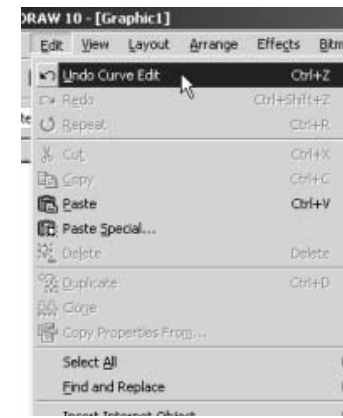 DRAW 10 - [Graphic1]
Edit View Layout Arrange Effects Bitm
Undo Curve Edit Ctrl+Z
Redo Ctrl+Shift+Z
Repeat Ctrl+R
Cut Ctrl+X
Copy Ctrl+C
Paste Ctrl+V
Paste Special...
Delete Delete
Duplicate Ctrl+D
Clone
Copy Properties From...
Select All
Find and Replace
Insert Internet Object